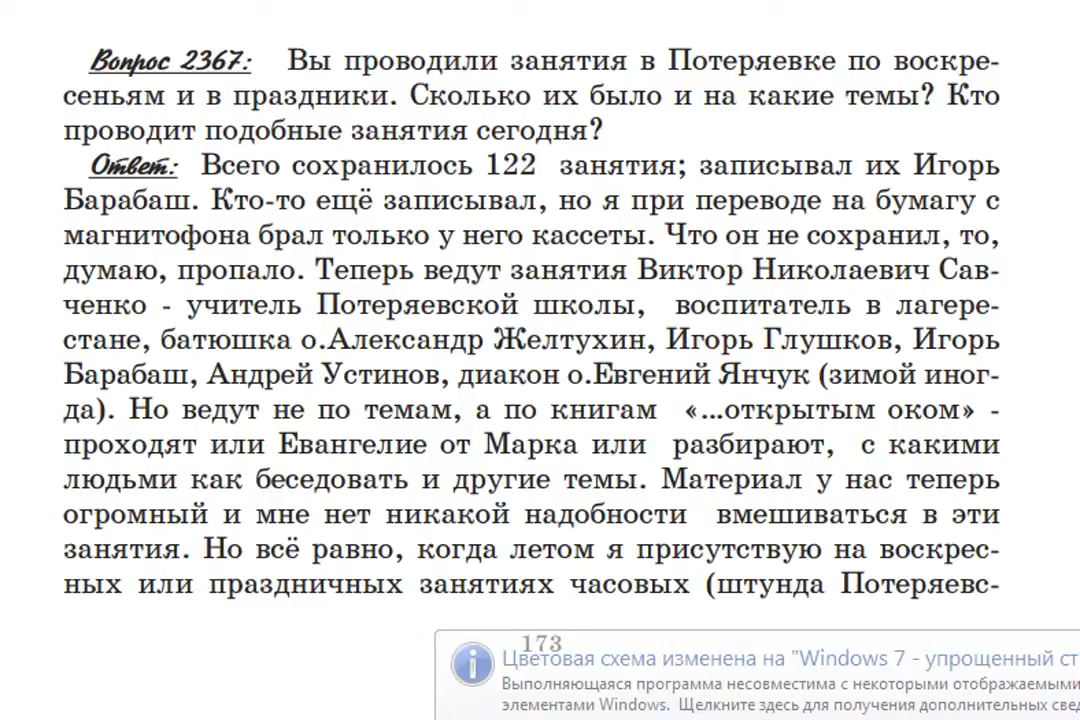 Вопрос 2367: Вы проводили занятия в Потеряевке по воскре-
сеньям и в праздники. Сколько их было и на какие темы? Кто
проводит подобные занятия сегодня?
Ответ: Всего сохранилось 122 занятия; записывал их Игорь
Барабаш. Кто-то ещё записывал, но я при переводе на бумагу с
магнитофона брал только у него кассеты. Что он не сохранил, то,
думаю, пропало. Теперь ведут занятия Виктор Николаевич Сав-
ченко - учитель Потеряевской школы, воспитатель в лагере-
стане, батюшка о.Александр Желтухин, Игорь Глушков, Игорь
Барабаш, Андрей Устинов, диакон о.Евгений Янчук (зимой иног-
да). Но ведут не по темам, а по книгам «...открытым оком» -
проходят или Евангелие от Марка или разбирают, с какими
людьми как беседовать и другие темы. Материал у нас теперь
огромный и мне нет никакой надобности вмешиваться в эти
занятия. Но всё равно, когда летом я присутствую на воскрес-
ных или праздничных занятиях часовых (штунда Потеряевс-
173
Цветовая схема изменена на "Windows 7 - упрощенный ст
Выполняющаяся программа несовместима с некоторыми отображаемыми
элементами Windows. Щелкните здесь для получения дополнительных свед